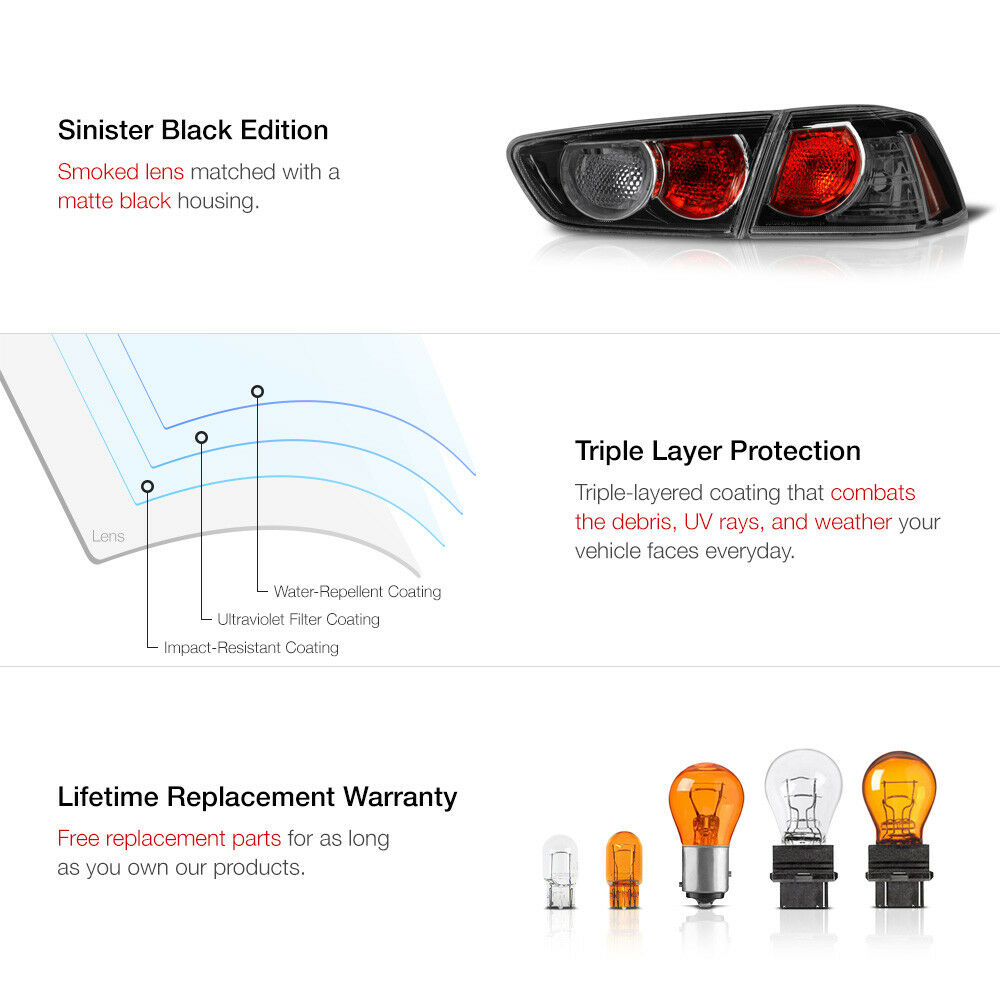 Sinister Black Edition
Smoked lens matched with a
matte black housing.
Lens
Water-Repellent Coating
Ultraviolet Filter Coating
Impact-Resistant Coating
Triple Layer Protection
Triple-layered coating that combats
the debris, UV rays, and weather your
vehicle faces everyday.
Lifetime Replacement Warranty
Free replacement parts for as long
as you own our products.